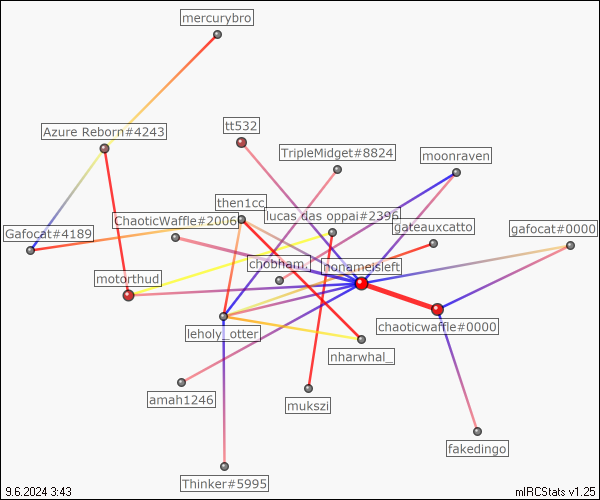 mercurybro
Azure Reborn#4243
tt532
TripleMidget#8824
moonraven
then1cc
ChaoticWaffle#2006
lucas das oppai#2396
Gafocat#4189
gateauxcatto
gafocat#0000
chobham_
nonameisleft
motorthud
chaoticwaffle#0000
leholy_otter
nharwhal_
amah1246
mukszi
fakedingo
Thinker#5995
9.6.2024 3:43
mIRCStats v1.25